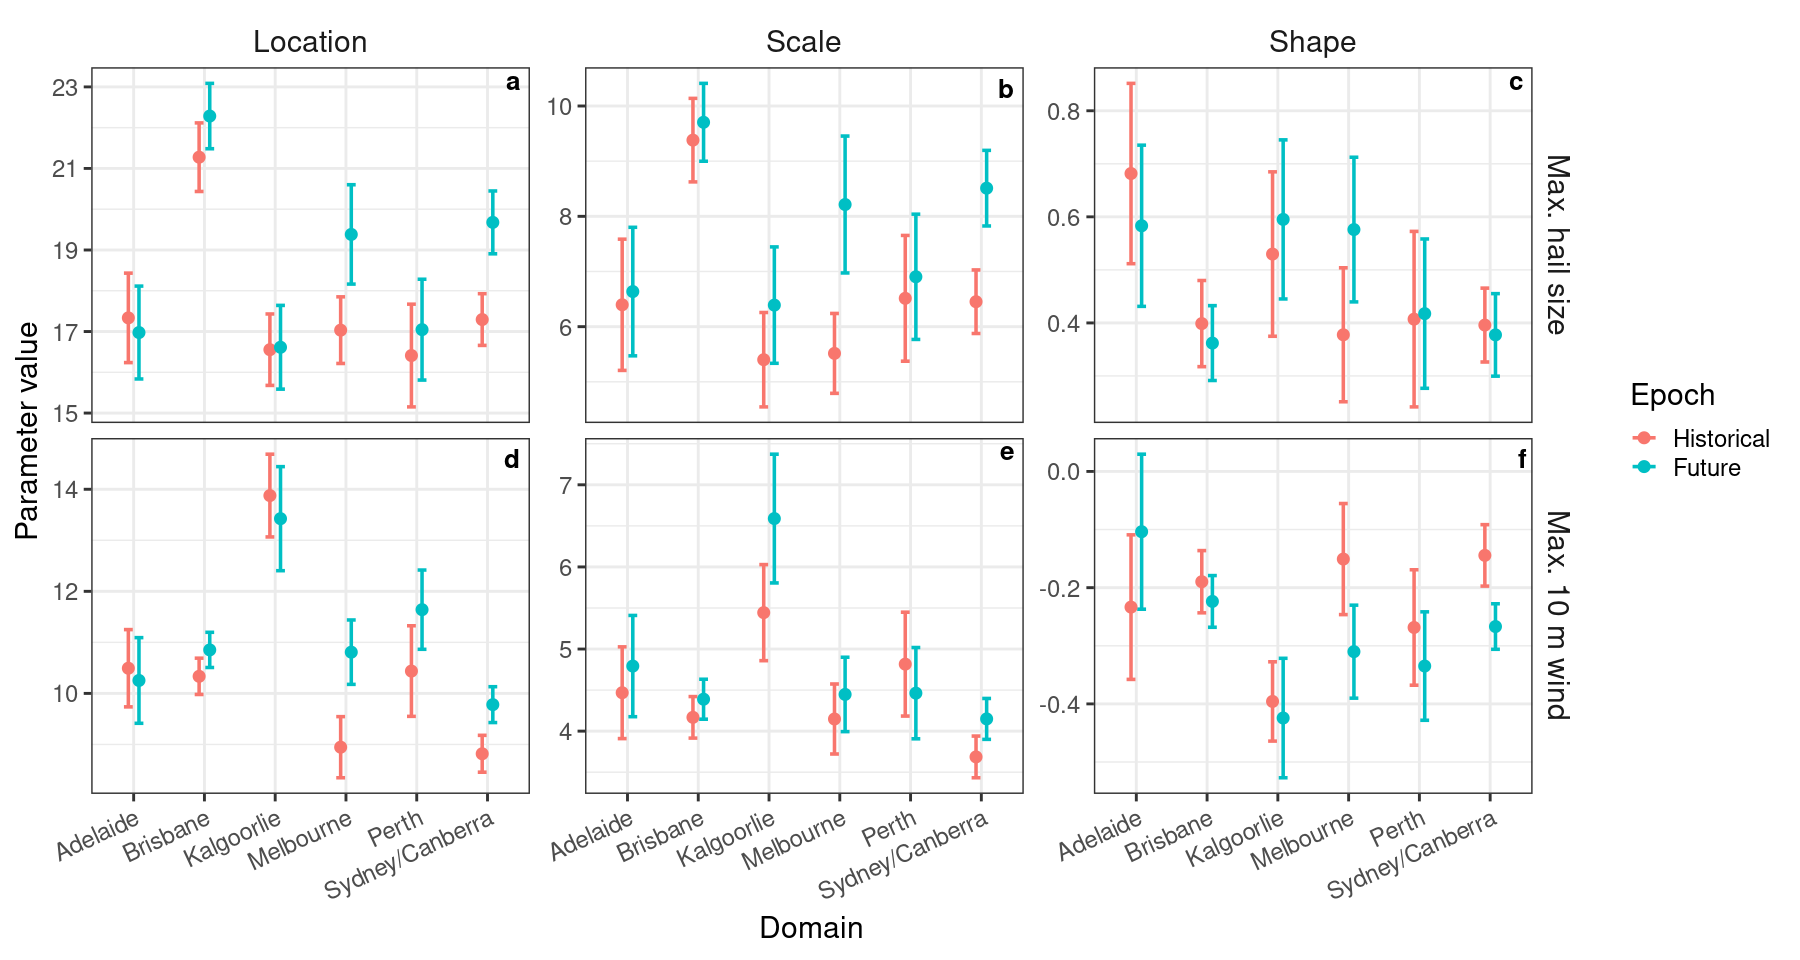 Location
Scale
Shape
a
b
c
23
21
19
17
15
10
8
6
0.8
0.6
0.4
Max. hail size
Parameter value
d
e
f
14
12
10
7
6
5
4
0.0
-0.2
-0.4
Max. 10 m wind
Adelaide
Brisbane
Kalgoorlie
Melbourne
Perth
Sydney/Canberra
Adelaide
Brisbane
Kalgoorlie
Melbourne
Perth
Sydney/Canberra
Adelaide
Brisbane
Kalgoorlie
Melbourne
Perth
Sydney/Canberra
Domain
Epoch
Historical
Future